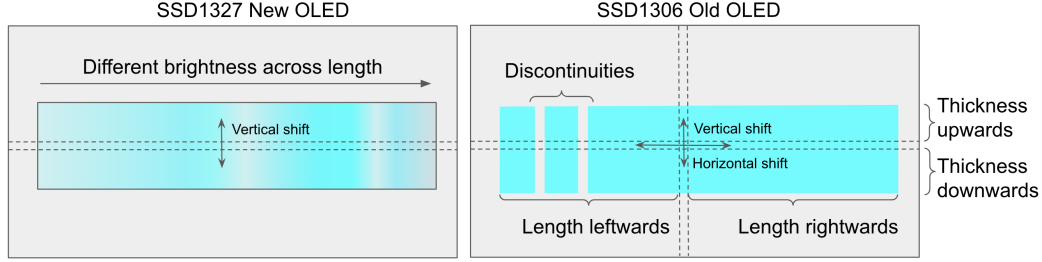 SSD1327 New OLED
Different brightness across length
Vertical shift
SSD1306 Old OLED
Discontinuities
Vertical shift
Horizontal shift
Thickness
upwards
Thickness
downwards
Length leftwards
Length rightwards